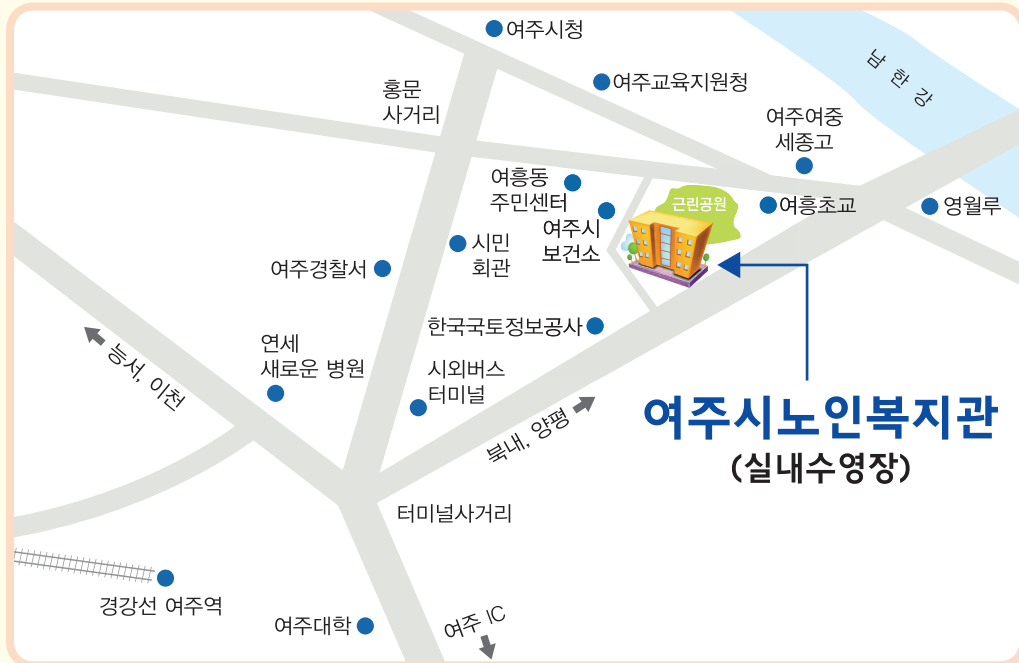 여주시청
여주교육지원청
남한강
홍문
사거리
여주여중
세종고
여흥동
주민센터
근린공원
여흥초교
영월루
여주시
보건소
시민
회관
여주경찰서
한국국토정보공사
연세
새로운 병원
시외버스
터미널
능서, 이천
북내, 양평
여주시노인복지관
(실내수영장)
터미널사거리
경강선 여주역
여주대학
여주 IC